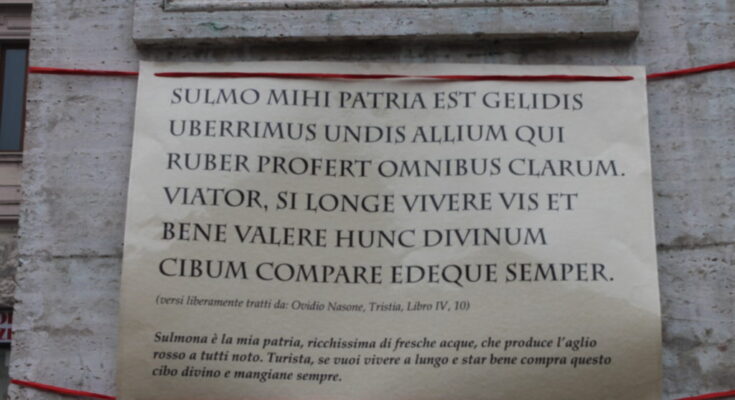 SULMO MIHI PATRIA EST GELIDIS
UBERRIMUS UNDIS ALLIUM QUI
RUBER PROFERT OMNIBUS CLARUM.
VIATOR, SI LONGE VIVERE VIS ET
BENE VALERE HUNC DIVINUM
CIBUM COMPARE EDEQUE SEMPER.
(versi liberamente tratti da: Ovidio Nasone, Tristia, Libro IV, 10)
Sulmona è la mia patria, ricchissima di fresche acque, che produce l'aglio
rosso a tutti noto. Turista, se vuoi vivere a lungo e star bene compra questo
cibo divino e mangiane sempre.